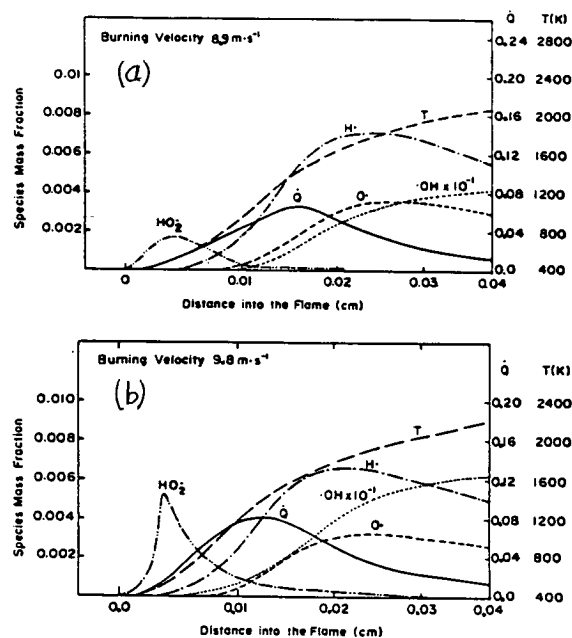 Burning Velocity 8.9 m·s⁻¹
(a)
Q̇ T(K)
0.24 2800
0.20 2400
0.16 2000
0.12 1600
0.08 1200
0.04 800
0.0 400
0.01
0.008
0.006
0.004
0.002
Species Mass Fraction
HO₂·
Q̇
H·
T
O·
·OH x 10⁻¹
0 0.01 0.02 0.03 0.04
Distance into the Flame (cm)
Burning Velocity 9.8 m·s⁻¹
(b)
Q̇ T(K)
0.20 2400
0.16 2000
0.12 1600
0.08 1200
0.04 800
0.0 400
0.010
0.008
0.006
0.004
0.002
Species Mass Fraction
HO₂·
Q̇
T
H·
·OH x 10⁻¹
O·
0.0 0.01 0.02 0.03 0.04
Distance into the Flame (cm)